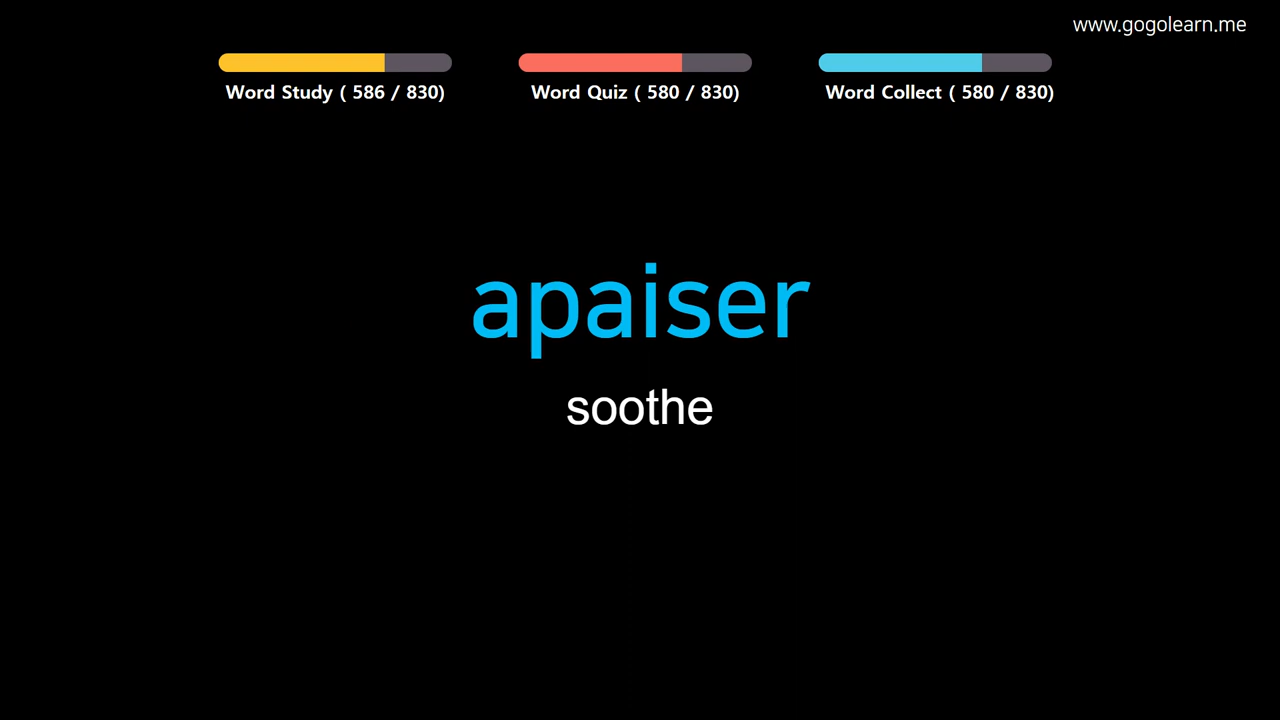 www.gogolearn.me
Word Study ( 586 / 830)
Word Quiz ( 580 / 830)
Word Collect ( 580 / 830)
apaiser
soothe